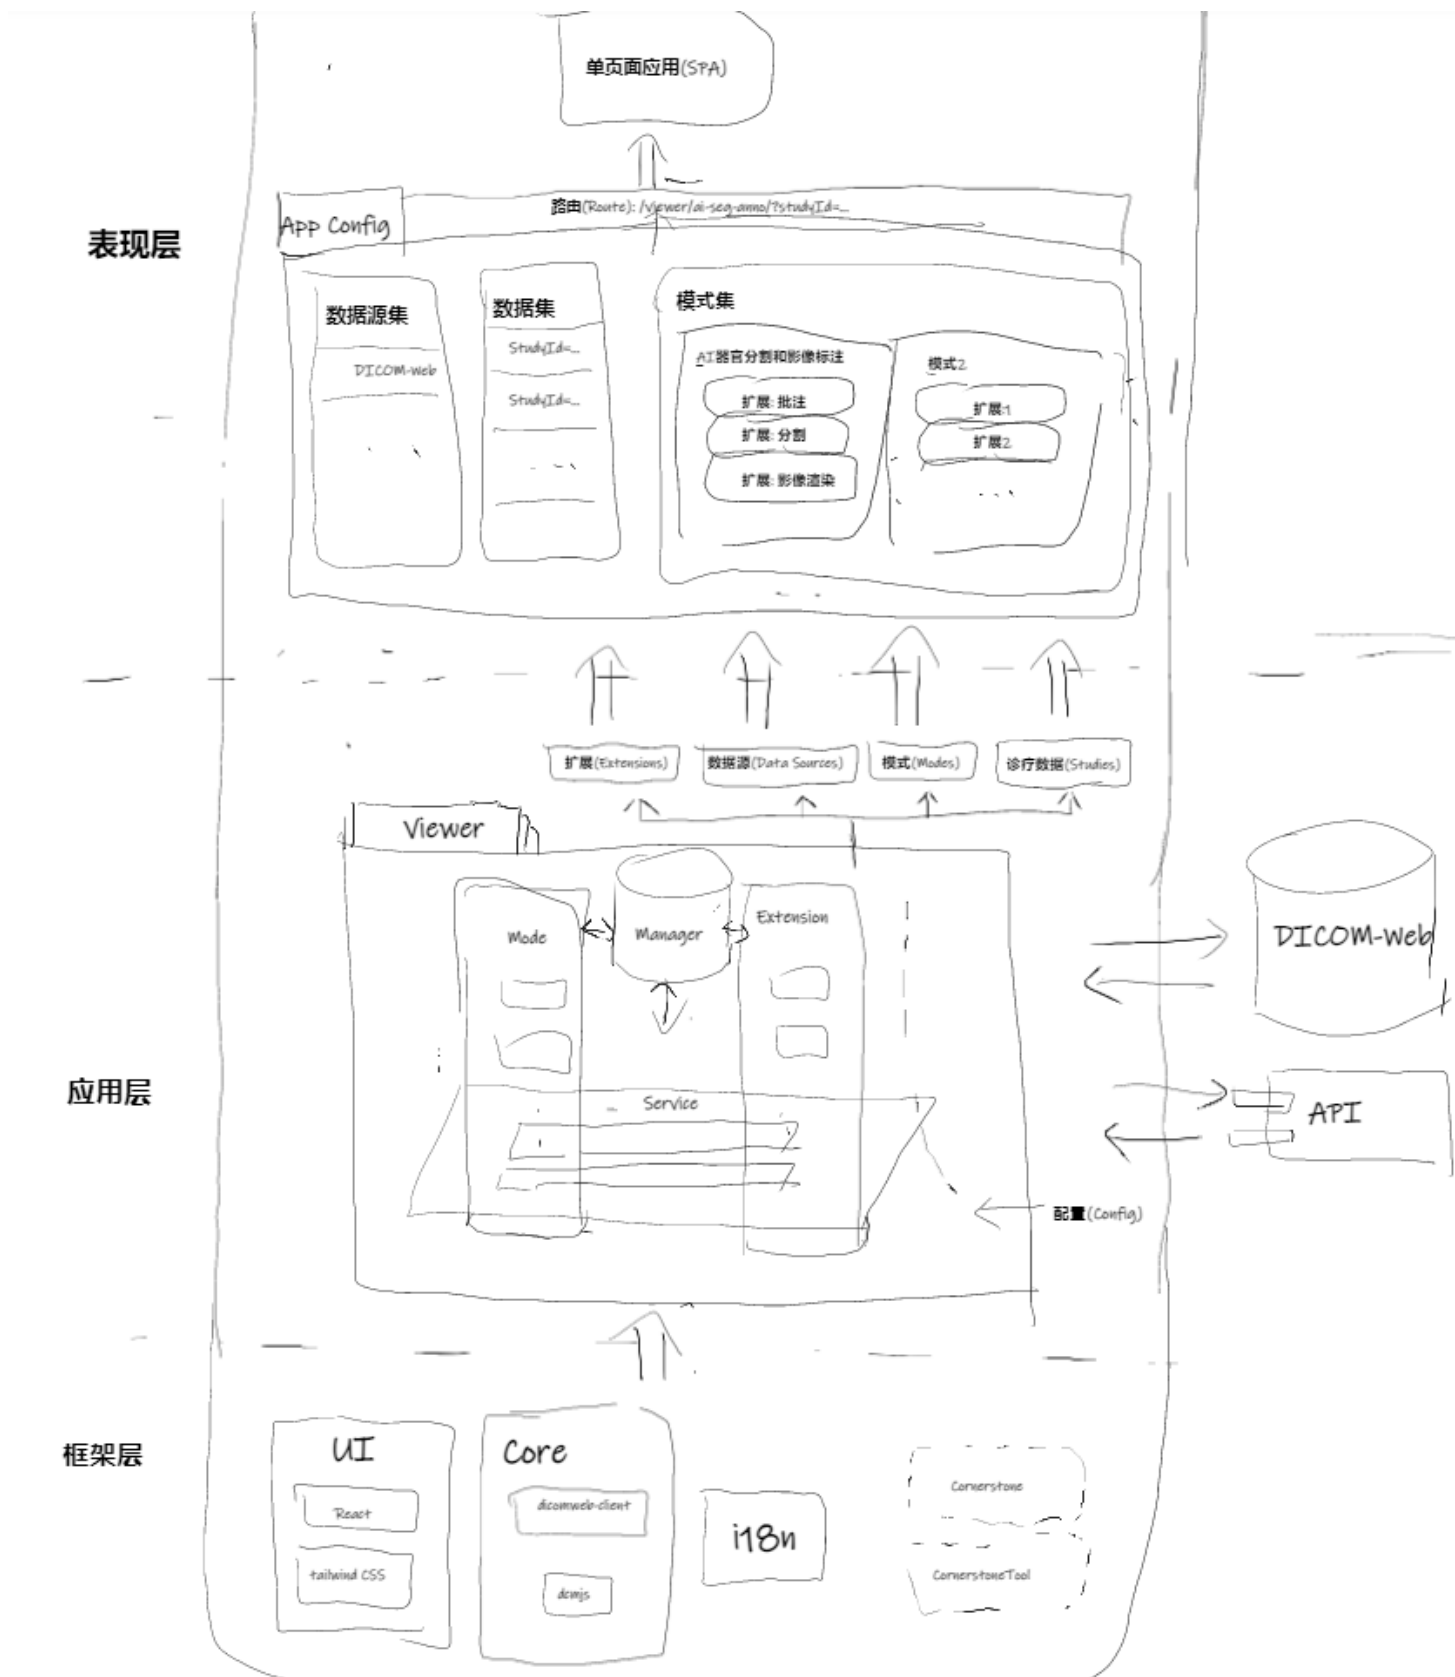 单页面应用(SPA)
表现层
App Config
路由(Route): /viewer/ai-seg-anno/?studyId=...
数据源集
DICOM-Web
数据集
StudyId=...
StudyId=...
模式集
AI器官分割和影像标注
扩展: 批注
扩展: 分割
扩展: 影像渲染
模式2
扩展:1
扩展2
扩展(Extensions)
数据源(Data Sources)
模式(Modes)
诊疗数据(Studies)
应用层
Viewer
Mode
Manager
Extension
Service
DICOM-Web
API
配置(Config)
框架层
UI
React
tailwind CSS
Core
dicomweb-client
dcmjs
i18n
Cornerstone
CornerstoneTool